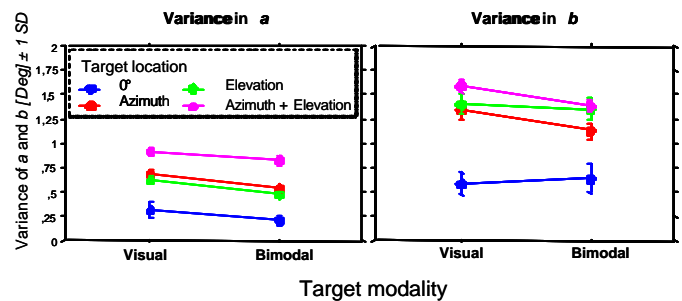 Variance in a
Variance in b
Variance of a and b [Deg] ± 1 SD
2
1,75
1,5
1,25
1
,75
,5
,25
0
Target location
0°
Azimuth
Elevation
Azimuth + Elevation
Visual
Bimodal
Visual
Bimodal
Target modality